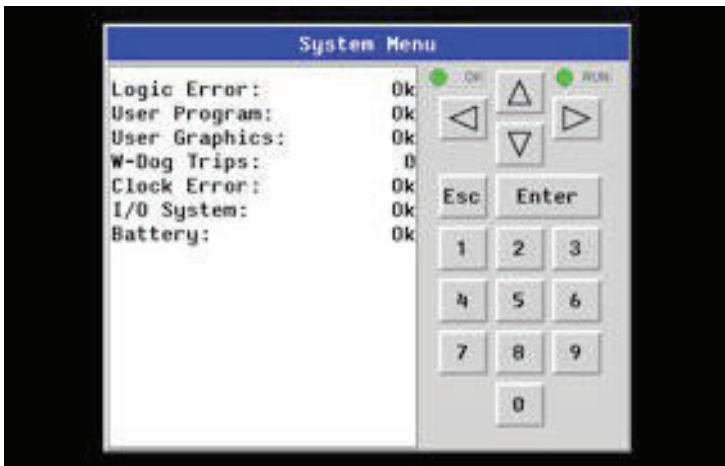 System Menu
Logic Error: Ok
User Program: Ok
User Graphics: Ok
W-Dog Trips: 0
Clock Error: Ok
I/O System: Ok
Battery: Ok
OK RUN
Esc Enter
1 2 3
4 5 6
7 8 9
0